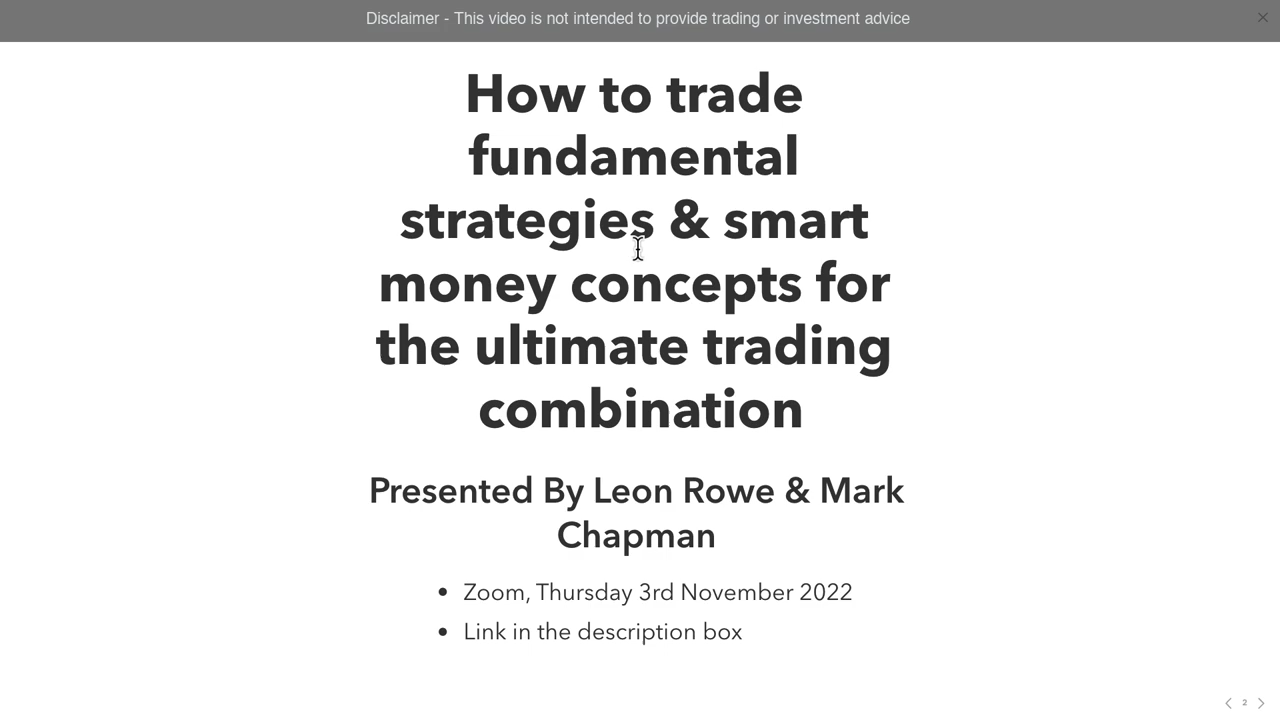 Disclaimer - This video is not intended to provide trading or investment advice
How to trade
fundamental
strategies & smart
money concepts for
the ultimate trading
combination
Presented By Leon Rowe & Mark
Chapman
• Zoom, Thursday 3rd November 2022
• Link in the description box
2